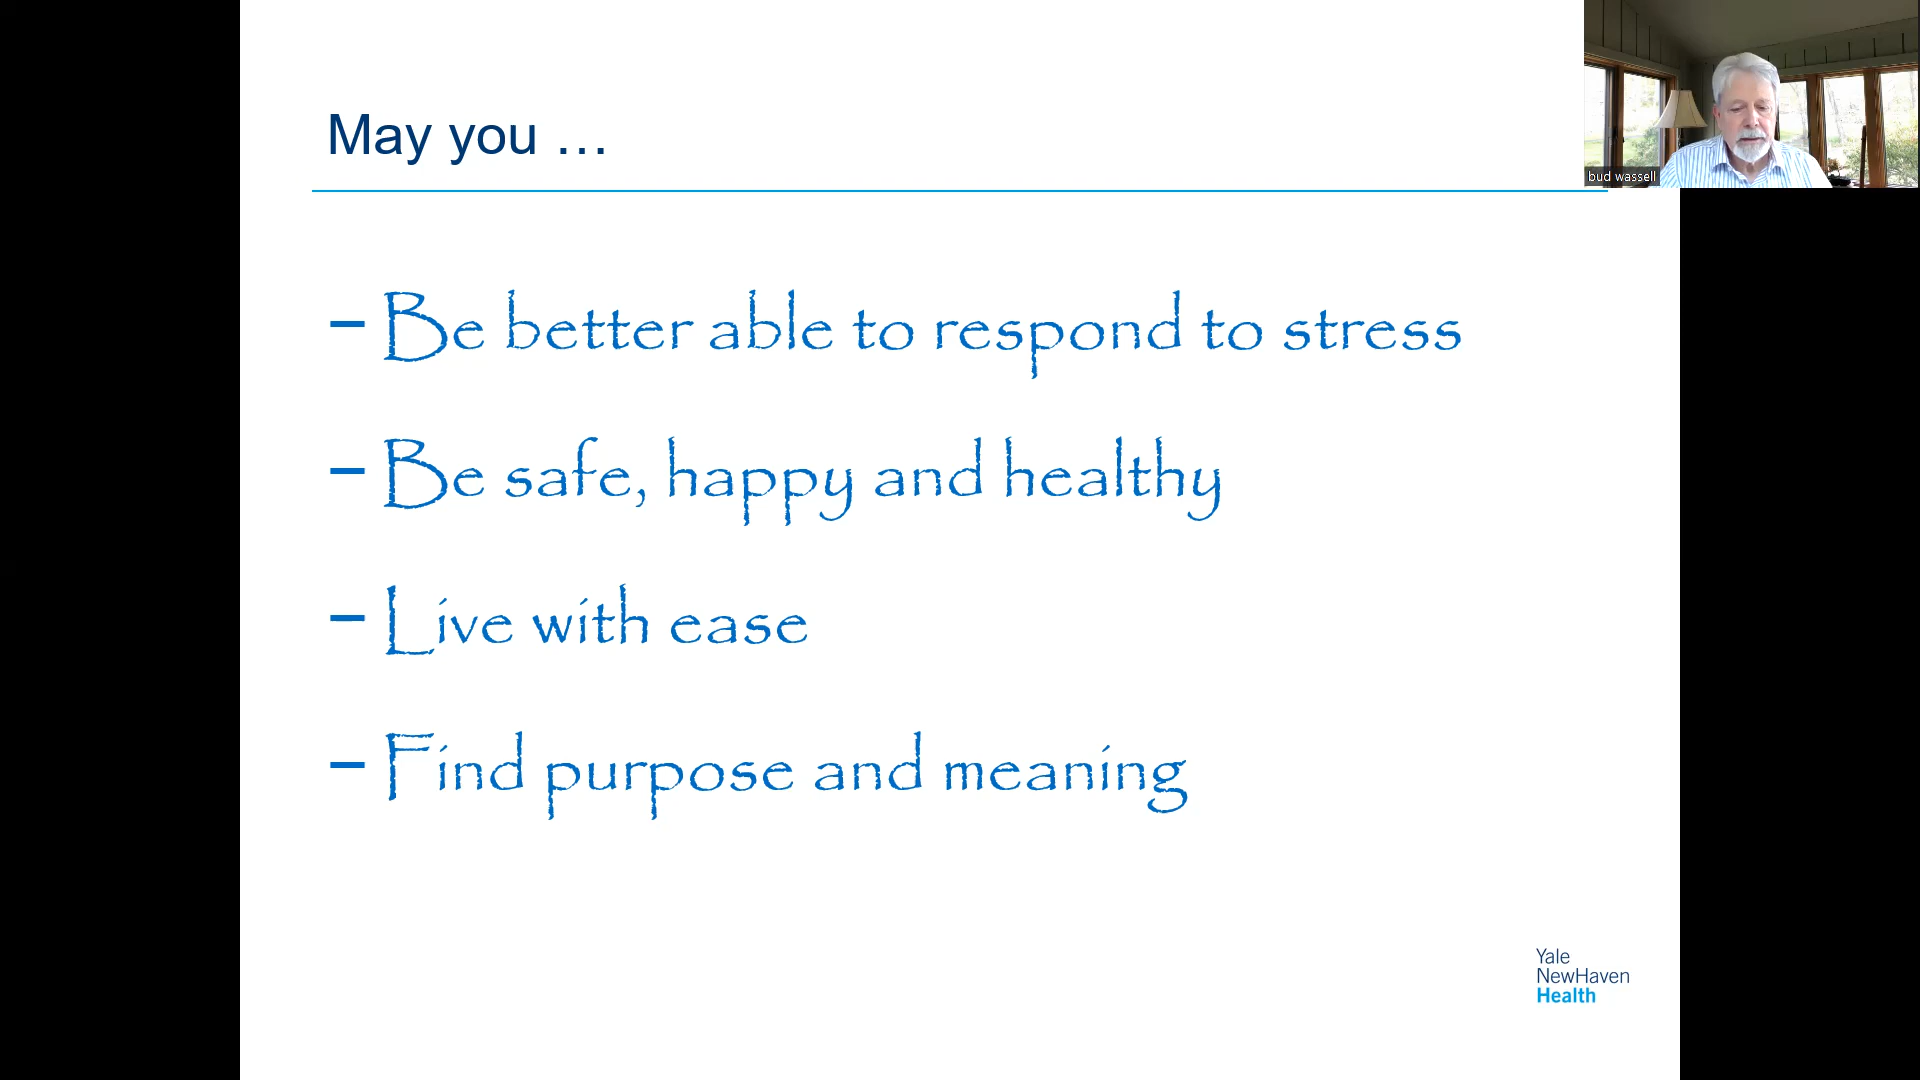 May you …
bud wassell
– Be better able to respond to stress
– Be safe, happy and healthy
– Live with ease
– Find purpose and meaning
Yale
NewHaven
Health